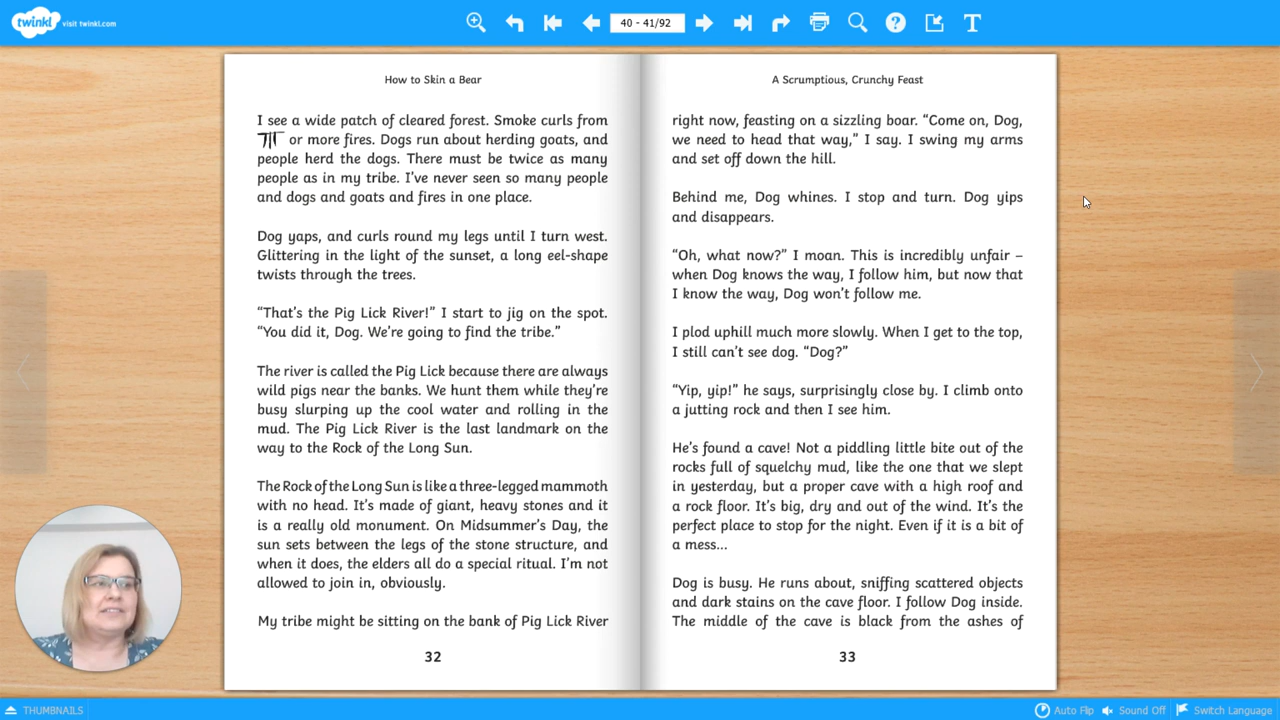 twinkl visit twinkl.com
40 - 41/92
How to Skin a Bear
I see a wide patch of cleared forest. Smoke curls from
or more fires. Dogs run about herding goats, and
people herd the dogs. There must be twice as many
people as in my tribe. I've never seen so many people
and dogs and goats and fires in one place.
Dog yaps, and curls round my legs until I turn west.
Glittering in the light of the sunset, a long eel-shape
twists through the trees.
“That's the Pig Lick River!” I start to jig on the spot.
“You did it, Dog. We're going to find the tribe.”
The river is called the Pig Lick because there are always
wild pigs near the banks. We hunt them while they're
busy slurping up the cool water and rolling in the
mud. The Pig Lick River is the last landmark on the
way to the Rock of the Long Sun.
The Rock of the Long Sun is like a three-legged mammoth
with no head. It's made of giant, heavy stones and it
is a really old monument. On Midsummer's Day, the
sun sets between the legs of the stone structure, and
when it does, the elders all do a special ritual. I'm not
allowed to join in, obviously.
My tribe might be sitting on the bank of Pig Lick River
32
A Scrumptious, Crunchy Feast
right now, feasting on a sizzling boar. “Come on, Dog,
we need to head that way,” I say. I swing my arms
and set off down the hill.
Behind me, Dog whines. I stop and turn. Dog yips
and disappears.
“Oh, what now?” I moan. This is incredibly unfair –
when Dog knows the way, I follow him, but now that
I know the way, Dog won't follow me.
I plod uphill much more slowly. When I get to the top,
I still can't see dog. “Dog?”
“Yip, yip!” he says, surprisingly close by. I climb onto
a jutting rock and then I see him.
He's found a cave! Not a piddling little bite out of the
rocks full of squelchy mud, like the one that we slept
in yesterday, but a proper cave with a high roof and
a rock floor. It's big, dry and out of the wind. It's the
perfect place to stop for the night. Even if it is a bit of
a mess...
Dog is busy. He runs about, sniffing scattered objects
and dark stains on the cave floor. I follow Dog inside.
The middle of the cave is black from the ashes of
33
THUMBNAILS
Auto Flip Sound Off Switch Language